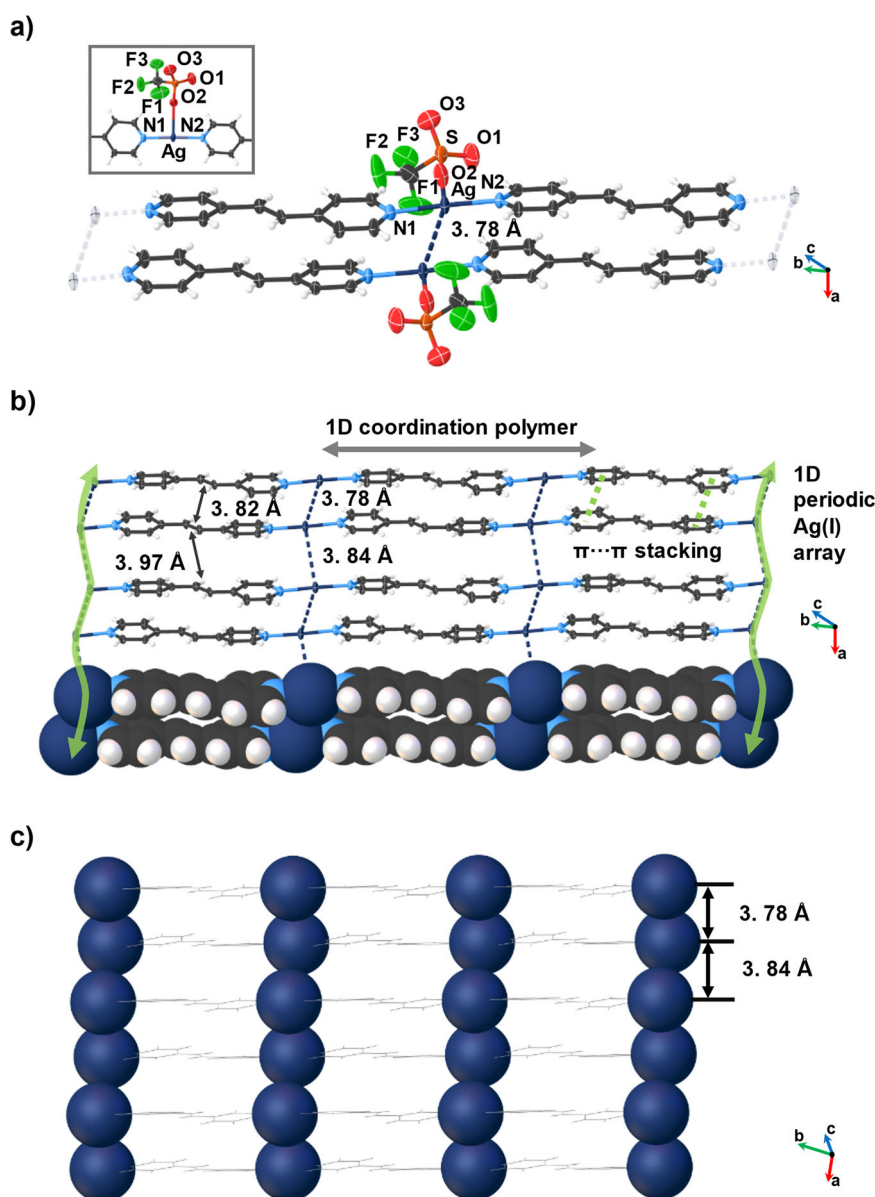 a)
F3
O3
O1
F2
O2
F1
N1
N2
Ag
O3
F3
S
O1
F2
O2
Ag
N2
F1
N1
3. 78 Å
c
b
a
b)
1D coordination polymer
3. 82 Å
3. 78 Å
1D
periodic
Ag(I)
array
3. 97 Å
3. 84 Å
π···π stacking
c
b
a
c)
3. 78 Å
3. 84 Å
b
c
a